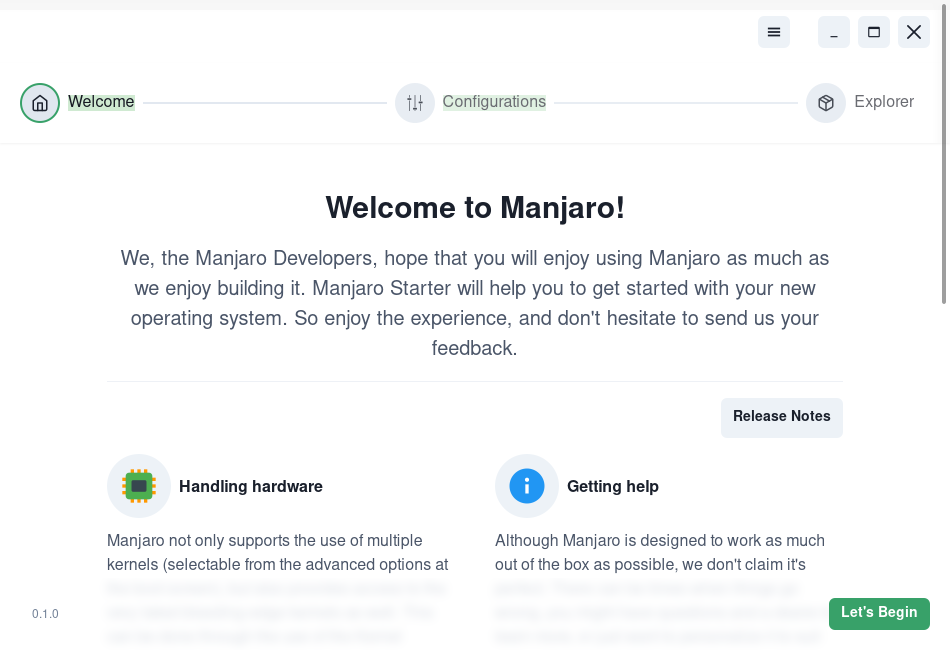 Welcome
Configurations
Explorer
Welcome to Manjaro!
We, the Manjaro Developers, hope that you will enjoy using Manjaro as much as
we enjoy building it. Manjaro Starter will help you to get started with your new
operating system. So enjoy the experience, and don't hesitate to send us your
feedback.
Release Notes
Handling hardware
Manjaro not only supports the use of multiple
kernels (selectable from the advanced options at
Getting help
Although Manjaro is designed to work as much
out of the box as possible, we don't claim it's
0.1.0
Let's Begin